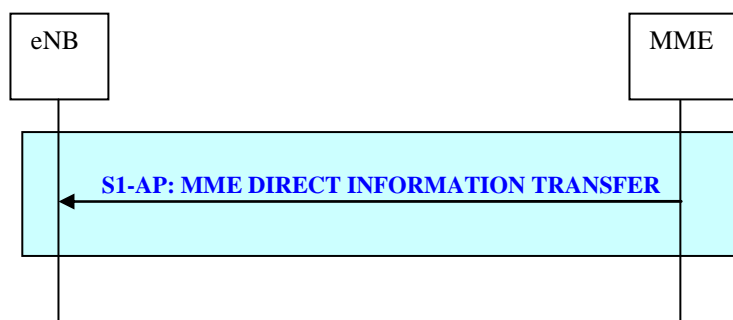 eNB
MME
S1-AP: MME DIRECT INFORMATION TRANSFER